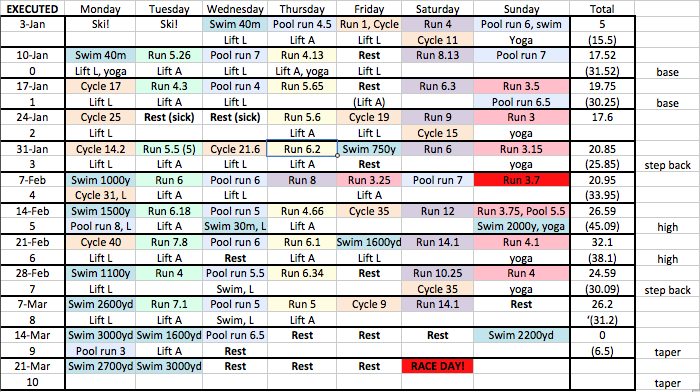 EXECUTED Monday Tuesday Wednesday Thursday Friday Saturday Sunday Total
3-Jan Ski! Ski! Swim 40m Pool run 4.5 Run 1, Cycle Run 4 Pool run 6, swim 5
Lift L Lift A Lift L Cycle 11 Yoga (15.5)
10-Jan Swim 40m Run 5.26 Pool run 7 Run 4.13 Rest Run 8.13 Pool run 7 17.52
0 Lift L, yoga Lift A Lift L Lift A, yoga Lift L (31.52) base
17-Jan Cycle 17 Run 4.3 Pool run 4 Run 5.65 Rest Run 6.3 Run 3.5 19.75
1 Lift L Lift A Lift L (Lift A) Pool run 6.5 (30.25) base
24-Jan Cycle 25 Rest (sick) Rest (sick) Run 5.6 Cycle 19 Run 9 Run 3 17.6
2 Lift L Lift A Lift L Cycle 15 yoga
31-Jan Cycle 14.2 Run 5.5 (5) Cycle 21.6 Run 6.2 Swim 750y Run 6 Run 3.15 20.85
3 Lift L Lift A Lift L Lift A Rest yoga (25.85) step back
7-Feb Swim 1000y Run 6 Pool run 6 Run 8 Run 3.25 Pool run 7 Run 3.7 20.95
4 Cycle 31, L Lift A Lift L Lift A (33.95)
14-Feb Swim 1500y Run 6.18 Pool run 5 Run 4.66 Cycle 35 Run 12 Run 3.75, Pool 5.5 26.59
5 Pool run 8, L Lift A Swim 30m, L Lift A Swim 2000y, yoga (45.09) high
21-Feb Cycle 40 Run 7.8 Pool run 6 Run 6.1 Swim 1600yd Run 14.1 Run 4.1 32.1
6 Lift L Lift A Rest Lift A Lift L yoga (38.1) high
28-Feb Swim 1100y Run 4 Pool run 5.5 Run 6.34 Rest Run 10.25 Run 4 24.59
7 Lift L Swim, L Cycle 35 yoga (30.09) step back
7-Mar Swim 2600yd Run 7.1 Pool run 5 Run 5 Cycle 9 Run 14.1 Rest 26.2
8 Lift L Lift A Swim, L Lift A '(31.2)
14-Mar Swim 3000yd Swim 1600yd Pool run 6.5 Rest Rest Rest Swim 2200yd 0
9 Pool run 3 Lift A Rest (6.5) taper
21-Mar Swim 2700yd Swim 3000yd Rest Rest Rest RACE DAY!
10 taper